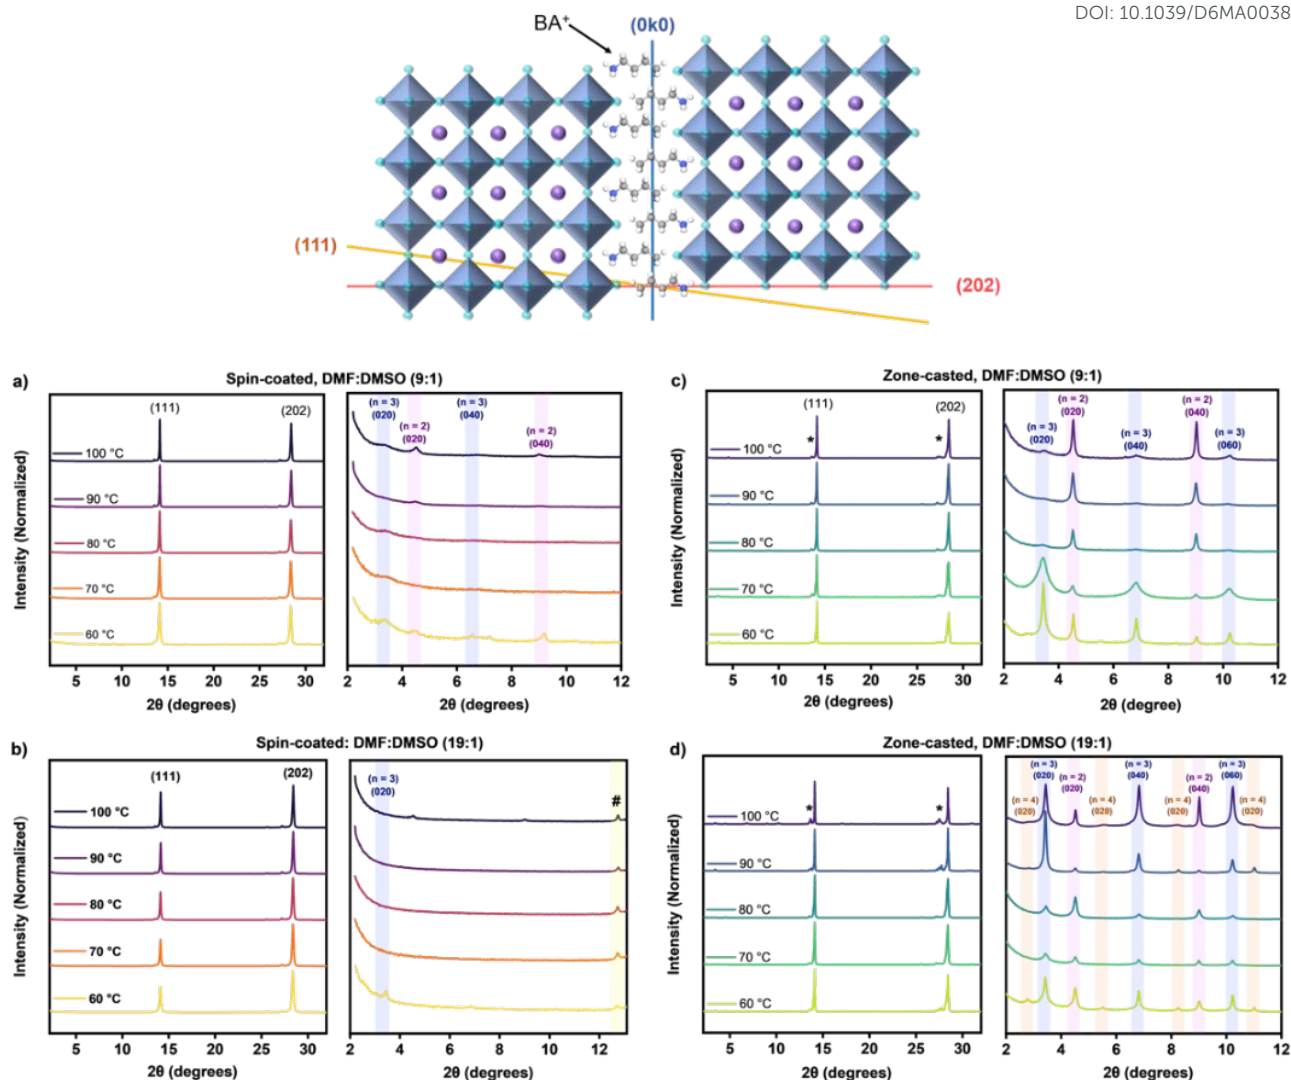 DOI: 10.1039/D6MA0038
BA⁺
(0k0)
(111)
(202)
a)
Spin-coated, DMF:DMSO (9:1)
Intensity (Normalized)
(111)
(202)
100 °C
90 °C
80 °C
70 °C
60 °C
5 10 15 20 25 30
2θ (degrees)
(n = 3)
(020)
(n = 2)
(020)
(n = 3)
(040)
(n = 2)
(040)
2 4 6 8 10 12
2θ (degrees)
c)
Zone-casted, DMF:DMSO (9:1)
Intensity (Normalized)
(111)
(202)
* *
100 °C
90 °C
80 °C
70 °C
60 °C
5 10 15 20 25 30
2θ (degrees)
(n = 3)
(020)
(n = 2)
(020)
(n = 3)
(040)
(n = 2)
(040)
(n = 3)
(060)
2 4 6 8 10 12
2θ (degree)
b)
Spin-coated: DMF:DMSO (19:1)
Intensity (Normalized)
(111)
(202)
100 °C
90 °C
80 °C
70 °C
60 °C
5 10 15 20 25 30
2θ (degrees)
(n = 3)
(020)
#
2 4 6 8 10 12
2θ (degrees)
d)
Zone-casted, DMF:DMSO (19:1)
Intensity (Normalized)
* *
100 °C
90 °C
80 °C
70 °C
60 °C
5 10 15 20 25 30
2θ (degrees)
(n = 4)
(020)
(n = 3)
(020)
(n = 2)
(020)
(n = 4)
(020)
(n = 3)
(040)
(n = 4)
(020)
(n = 2)
(040)
(n = 3)
(060)
(n = 4)
(020)
2 4 6 8 10 12
2θ (degrees)